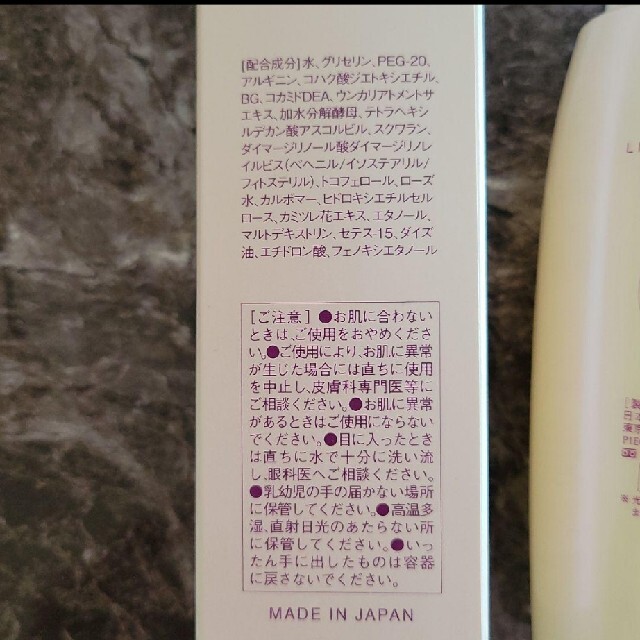 [配合成分]水、グリセリン、PEG-20、
アルギニン、コハク酸ジエトキシエチル、
BG、コカミドDEA、ウンカリアトメントサ
エキス、加水分解酵母、テトラヘキシ
ルデカン酸アスコルビル、スクワラン、
ダイマージリノール酸ダイマージリノレ
イルビス(ベヘニル/イソステアリル/
フィトステリル)、トコフェロール、ローズ
水、カルボマー、ヒドロキシエチルセル
ロース、カミツレ花エキス、エタノール、
マルトデキストリン、セテス-15、ダイズ
油、エチドロン酸、フェノキシエタノール
[ご注意]●お肌に合わない
ときは、ご使用をおやめくださ
い。●ご使用により、お肌に異常
が生じた場合には直ちに使用
を中止し、皮膚科専門医等に
ご相談ください。●お肌に異常
があるときはご使用にならない
でください。●目に入ったとき
は直ちに水で十分に洗い流
し、眼科医へご相談ください。
●乳幼児の手の届かない場所
に保管してください。●高温多
湿、直射日光のあたらない所
に保管してください。●いっ
たん手に出したものは容器
に戻さないでください。
MADE IN JAPAN